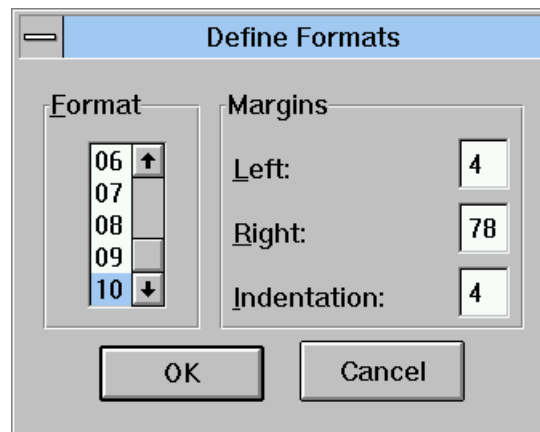 Define Formats
Format
06
07
08
09
10
Margins
Left: 4
Right: 78
Indentation: 4
OK
Cancel